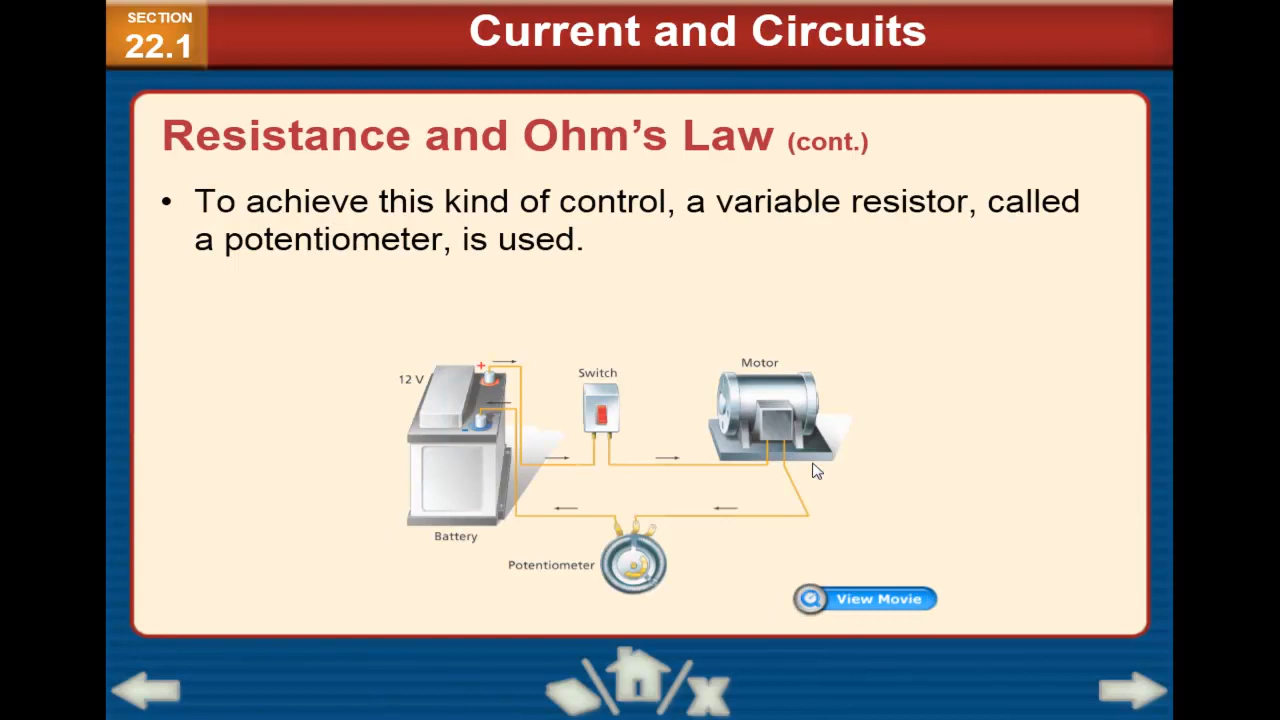 SECTION
22.1
Current and Circuits
Resistance and Ohm's Law (cont.)
• To achieve this kind of control, a variable resistor, called
a potentiometer, is used.
+
12 V
Switch
Motor
-
Battery
Potentiometer
View Movie